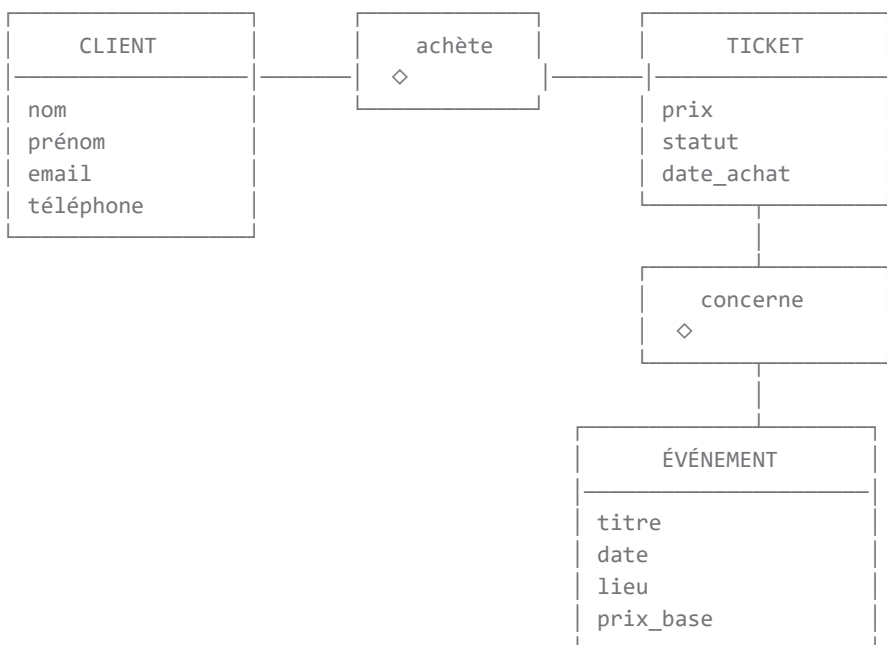 CLIENT
achète
TICKET
nom
prénom
email
téléphone
prix
statut
date_achat
concerne
ÉVÉNEMENT
titre
date
lieu
prix_base